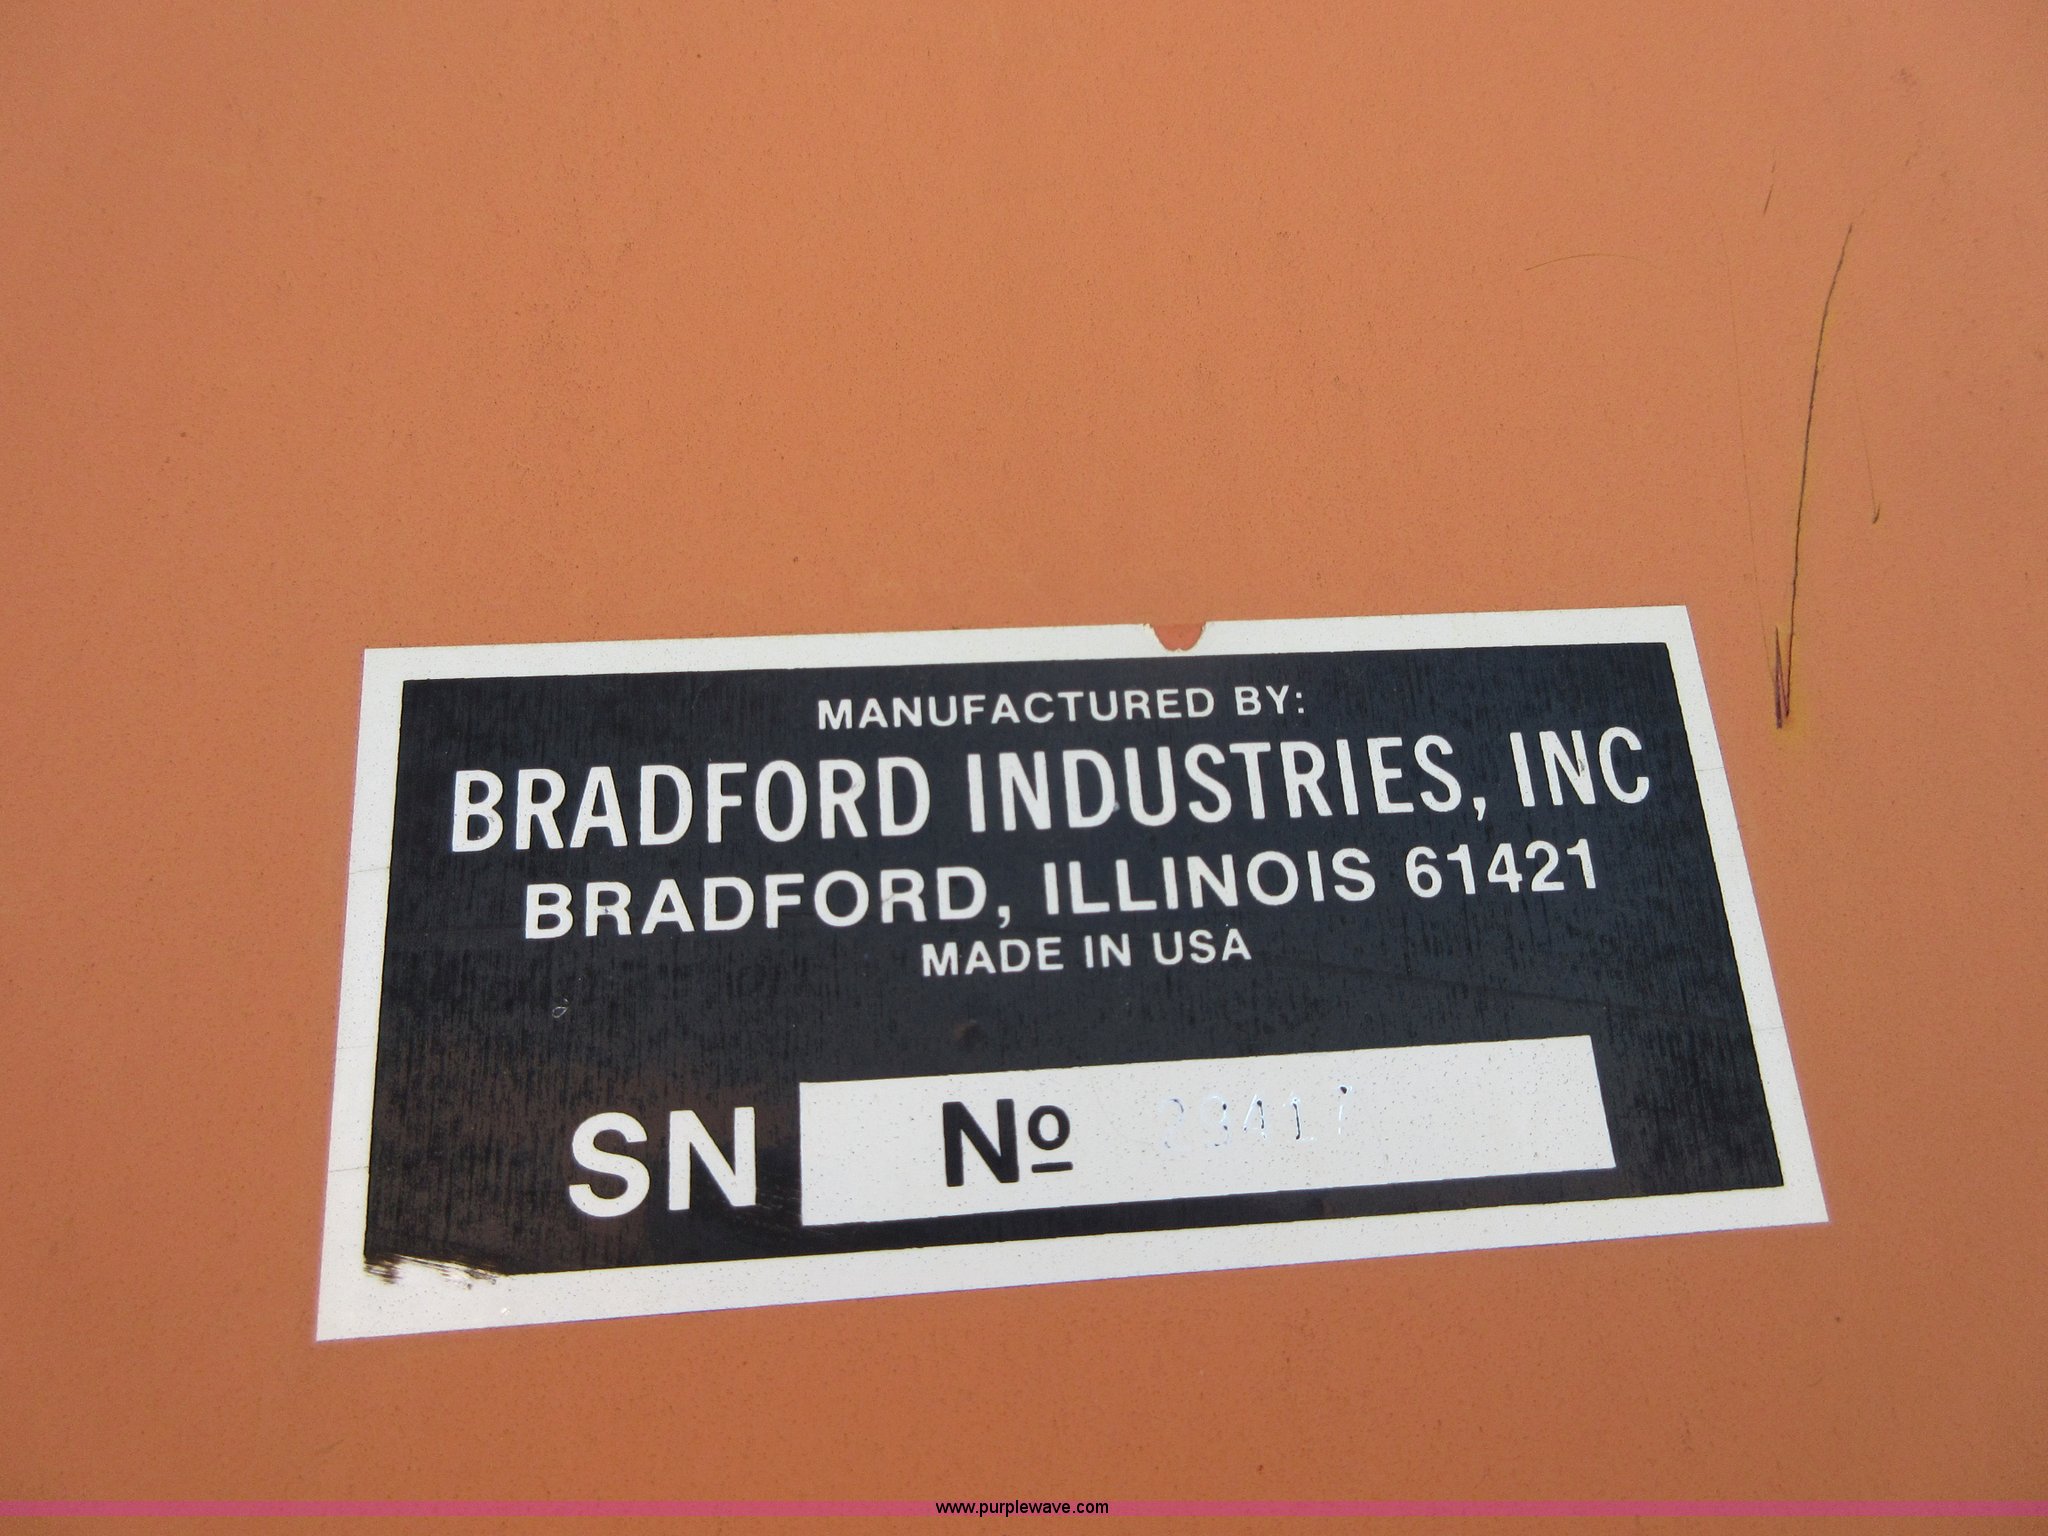 MANUFACTURED BY:
BRADFORD INDUSTRIES, INC
BRADFORD, ILLINOIS 61421
MADE IN USA
SN No
www.purplewave.com